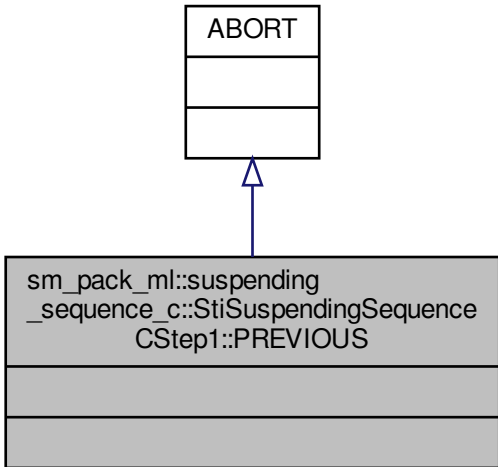 ABORT
sm_pack_ml::suspending
_sequence_c::StiSuspendingSequence
CStep1::PREVIOUS